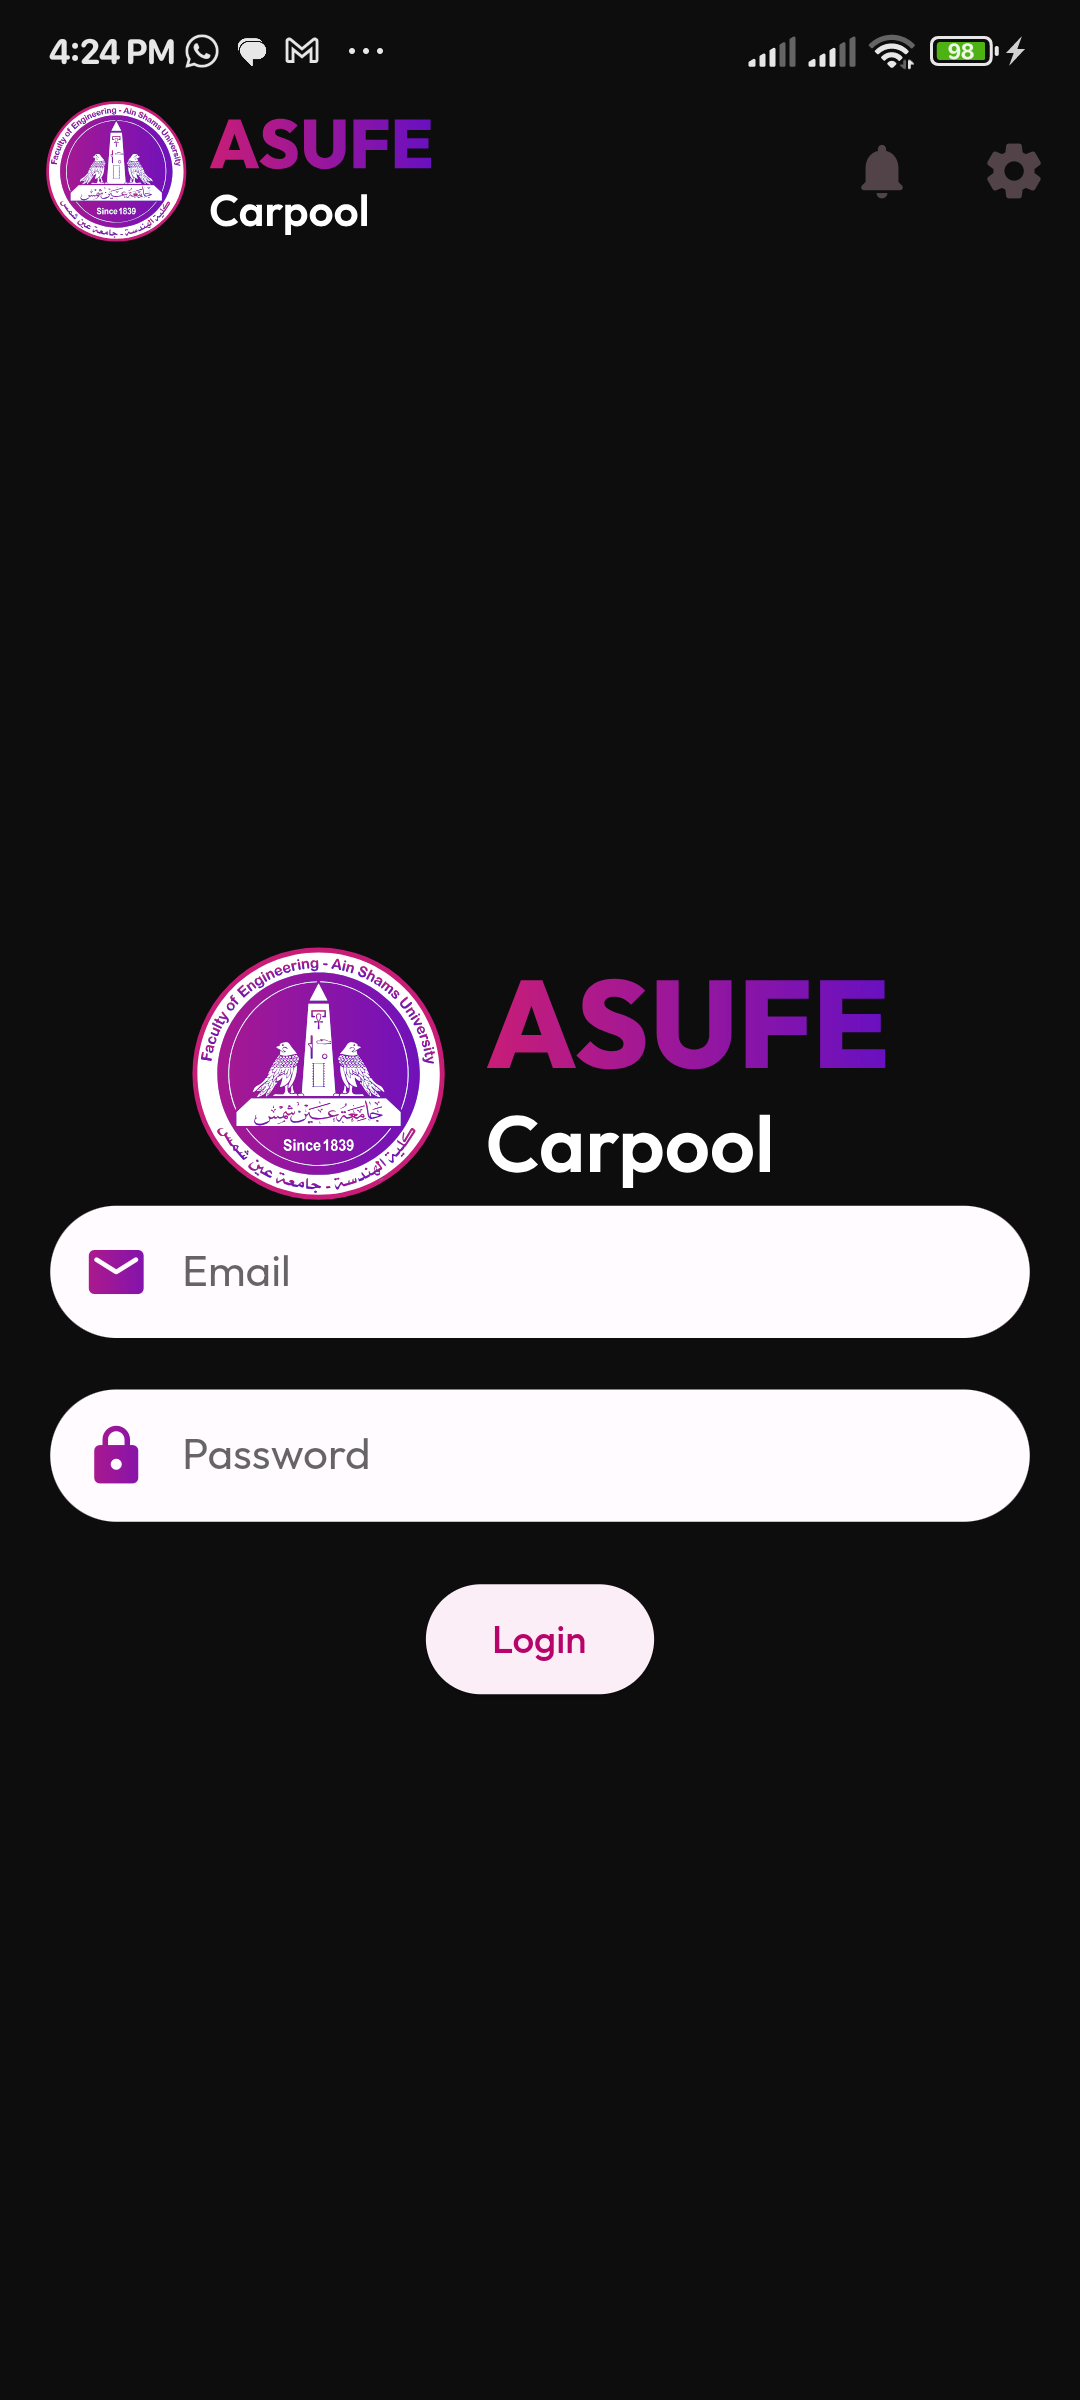 4:24 PM
98
Faculty of Engineering - Ain Shams University
جامعة عين شمس
Since 1839
كلية الهندسة - جامعة عين شمس
ASUFE
Carpool
Faculty of Engineering - Ain Shams University
جامعة عين شمس
Since 1839
كلية الهندسة - جامعة عين شمس
ASUFE
Carpool
Email
Password
Login